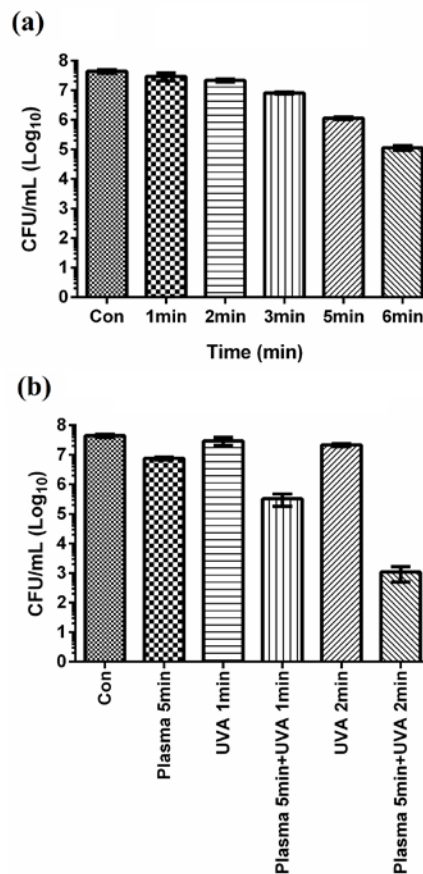 (a)
CFU/mL (Log10)
8
7
6
5
4
3
2
1
0
Con 1min 2min 3min 5min 6min
Time (min)
(b)
CFU/mL (Log10)
8
7
6
5
4
3
2
1
0
Con
Plasma 5min
UVA 1min
Plasma 5min+UVA 1min
UVA 2min
Plasma 5min+UVA 2min